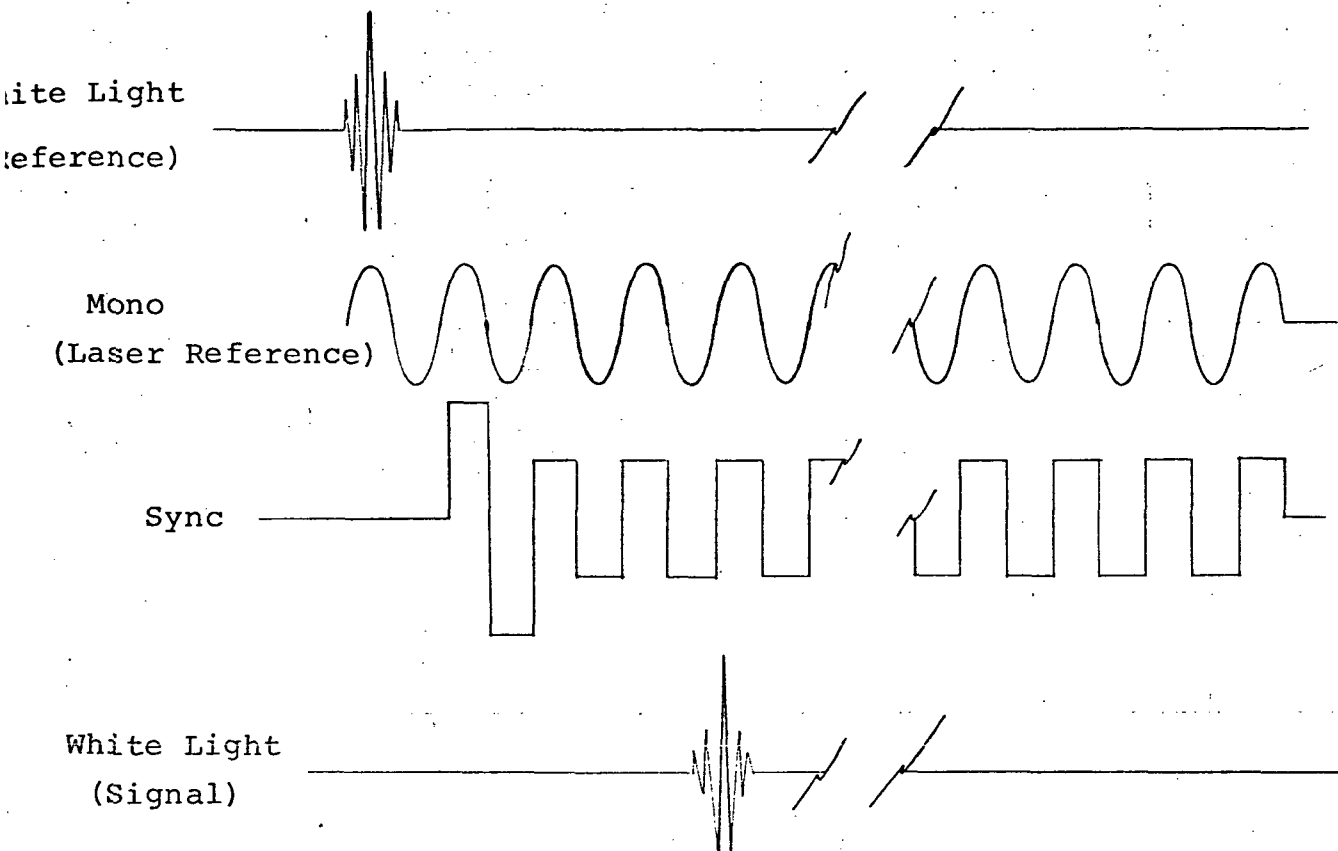 ite Light
eference)
Mono
(Laser Reference)
Sync
White Light
(Signal)